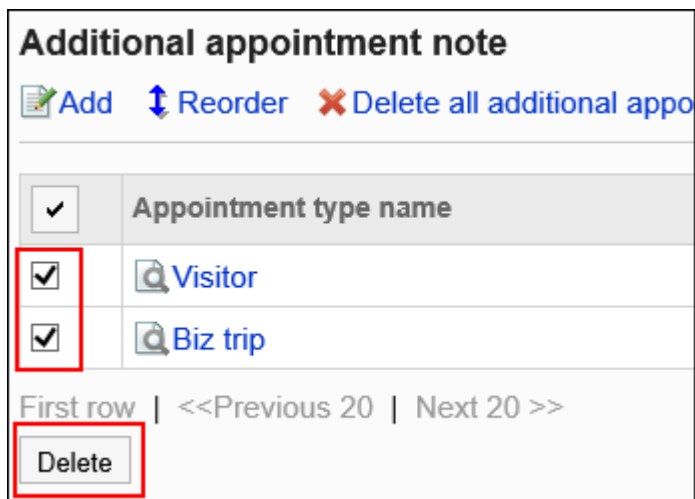 Additional appointment note
Add Reorder Delete all additional appo
Appointment type name
Visitor
Biz trip
First row | <<Previous 20 | Next 20 >>
Delete